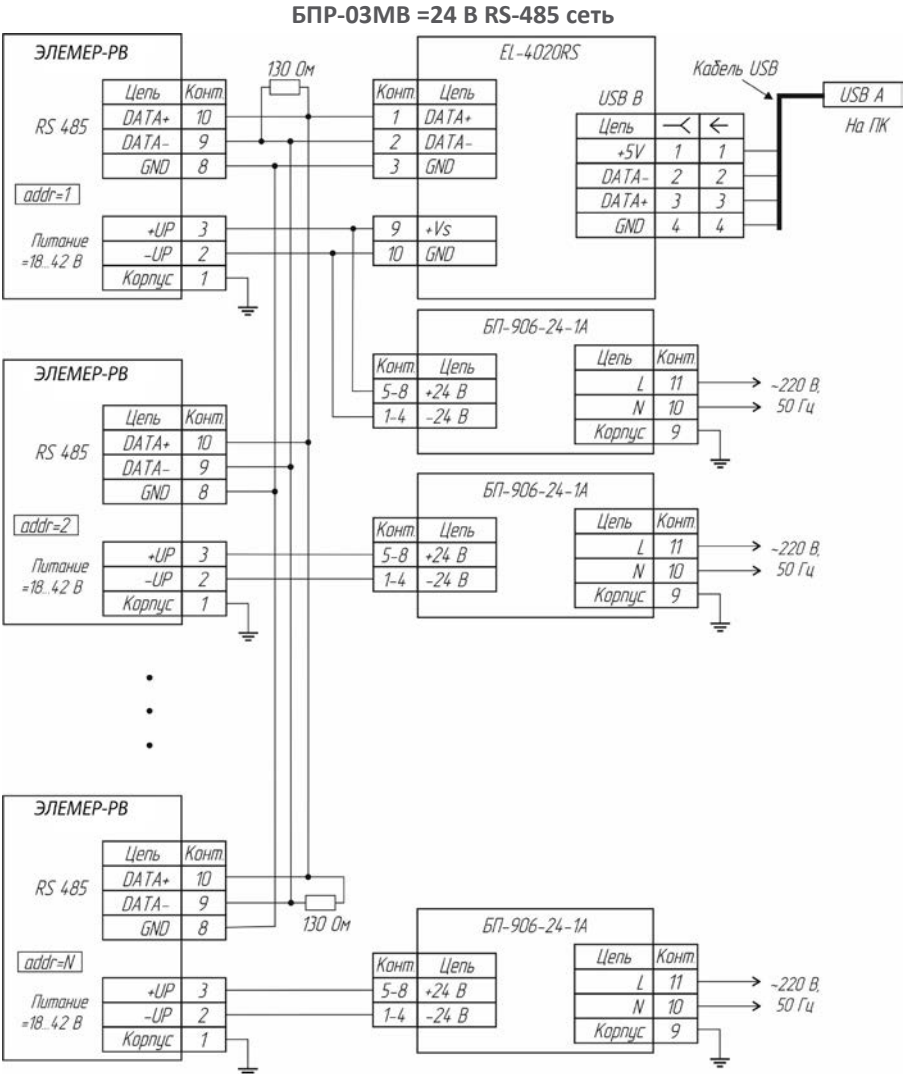 БПР-03МВ =24 В RS-485 сеть
ЭЛЕМЕР-РВ
RS 485
Цепь Конт.
DATA+ 10
DATA- 9
GND 8
addr=1
Питание
=18...42 В
+UP 3
-UP 2
Корпус 1
130 Ом
EL-4020RS
Конт. Цепь
1 DATA+
2 DATA-
3 GND
9 +Vs
10 GND
USB B
Цепь
+5V 1 1
DATA- 2 2
DATA+ 3 3
GND 4 4
Кабель USB
USB A
На ПК
БП-906-24-1А
Конт. Цепь
5-8 +24 В
1-4 -24 В
Цепь Конт.
L 11
N 10
Корпус 9
~220 В,
50 Гц
ЭЛЕМЕР-РВ
RS 485
Цепь Конт.
DATA+ 10
DATA- 9
GND 8
addr=2
Питание
=18...42 В
+UP 3
-UP 2
Корпус 1
БП-906-24-1А
Конт. Цепь
5-8 +24 В
1-4 -24 В
Цепь Конт.
L 11
N 10
Корпус 9
~220 В,
50 Гц
ЭЛЕМЕР-РВ
RS 485
Цепь Конт.
DATA+ 10
DATA- 9
GND 8
addr=N
Питание
=18...42 В
+UP 3
-UP 2
Корпус 1
130 Ом
БП-906-24-1А
Конт. Цепь
5-8 +24 В
1-4 -24 В
Цепь Конт.
L 11
N 10
Корпус 9
~220 В,
50 Гц